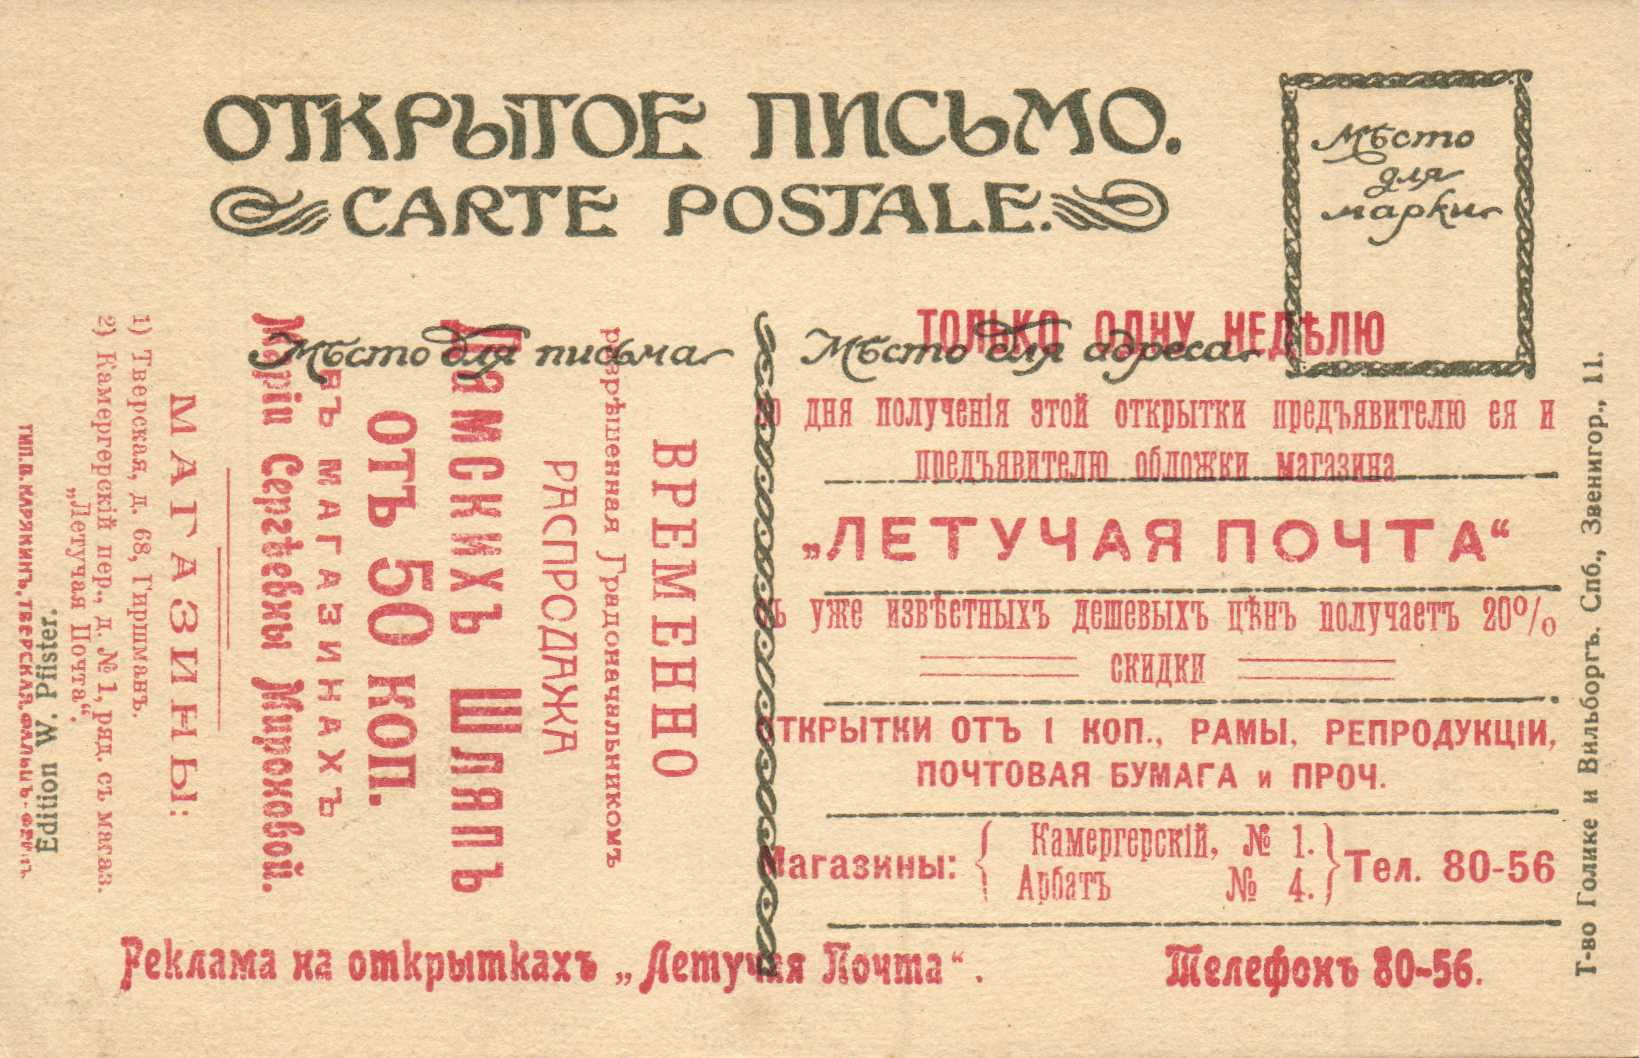 ОТКРЫТОЕ ПИСЬМО.
CARTE POSTALE.
Мѣсто
для
марки
Мѣсто для письма
Мѣсто для адреса
ТОЛЬКО ОДНУ НЕДѢЛЮ
со дня полученія этой открытки предъявителю ея и
предъявителю обложки магазина
„ЛЕТУЧАЯ ПОЧТА“
съ уже извѣстныхъ дешевыхъ цѣнъ получаетъ 20%
скидки
ОТКРЫТКИ ОТЪ 1 КОП., РАМЫ, РЕПРОДУКЦІИ,
ПОЧТОВАЯ БУМАГА и ПРОЧ.
Магазины: { Камергерскій, № 1. } Тел. 80-56
Арбатъ № 4.
Реклама на открыткахъ „Летучая Почта“. Телефонъ 80-56.
ВРЕМЕННО
разрѣшенная Градоначальникомъ
РАСПРОДАЖА
Дамскихъ Шляпъ
ОТЪ 50 КОП.
ВЪ МАГАЗИНАХЪ
Маріи Сергѣевны Мироновой.
МАГАЗИНЫ:
1) Тверская, д. 68, Гиршманъ.
2) Камергерскій пер., д. № 1, ряд. съ магаз.
„Летучая Почта“.
Edition W. Pfister.
ТИП. В. КАРЯКИНЪ, ТВЕРСКАЯ,
Т-во Голике и Вильборгъ. Спб., Звенигор., 11.